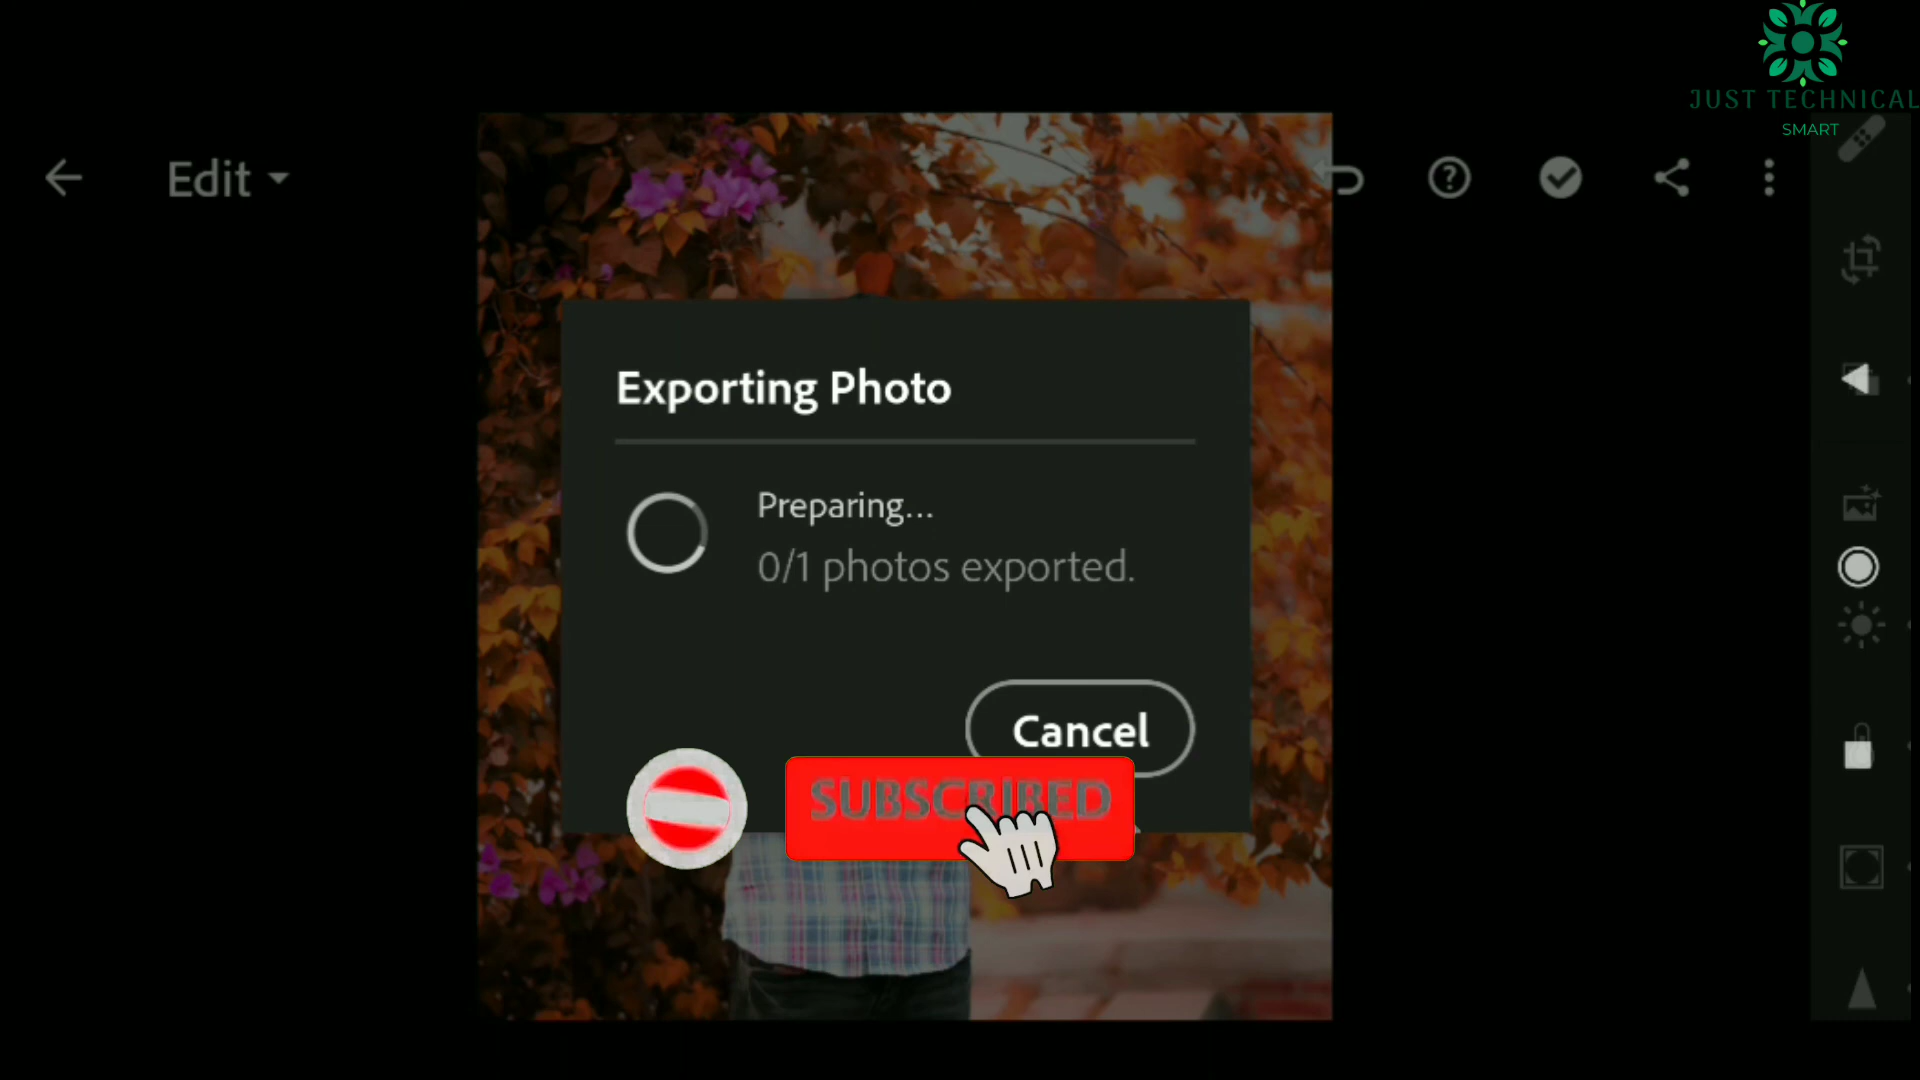 JUST TECHNICAL
SMART
Edit
Exporting Photo
Preparing...
0/1 photos exported.
Cancel
SUBSCRIBED